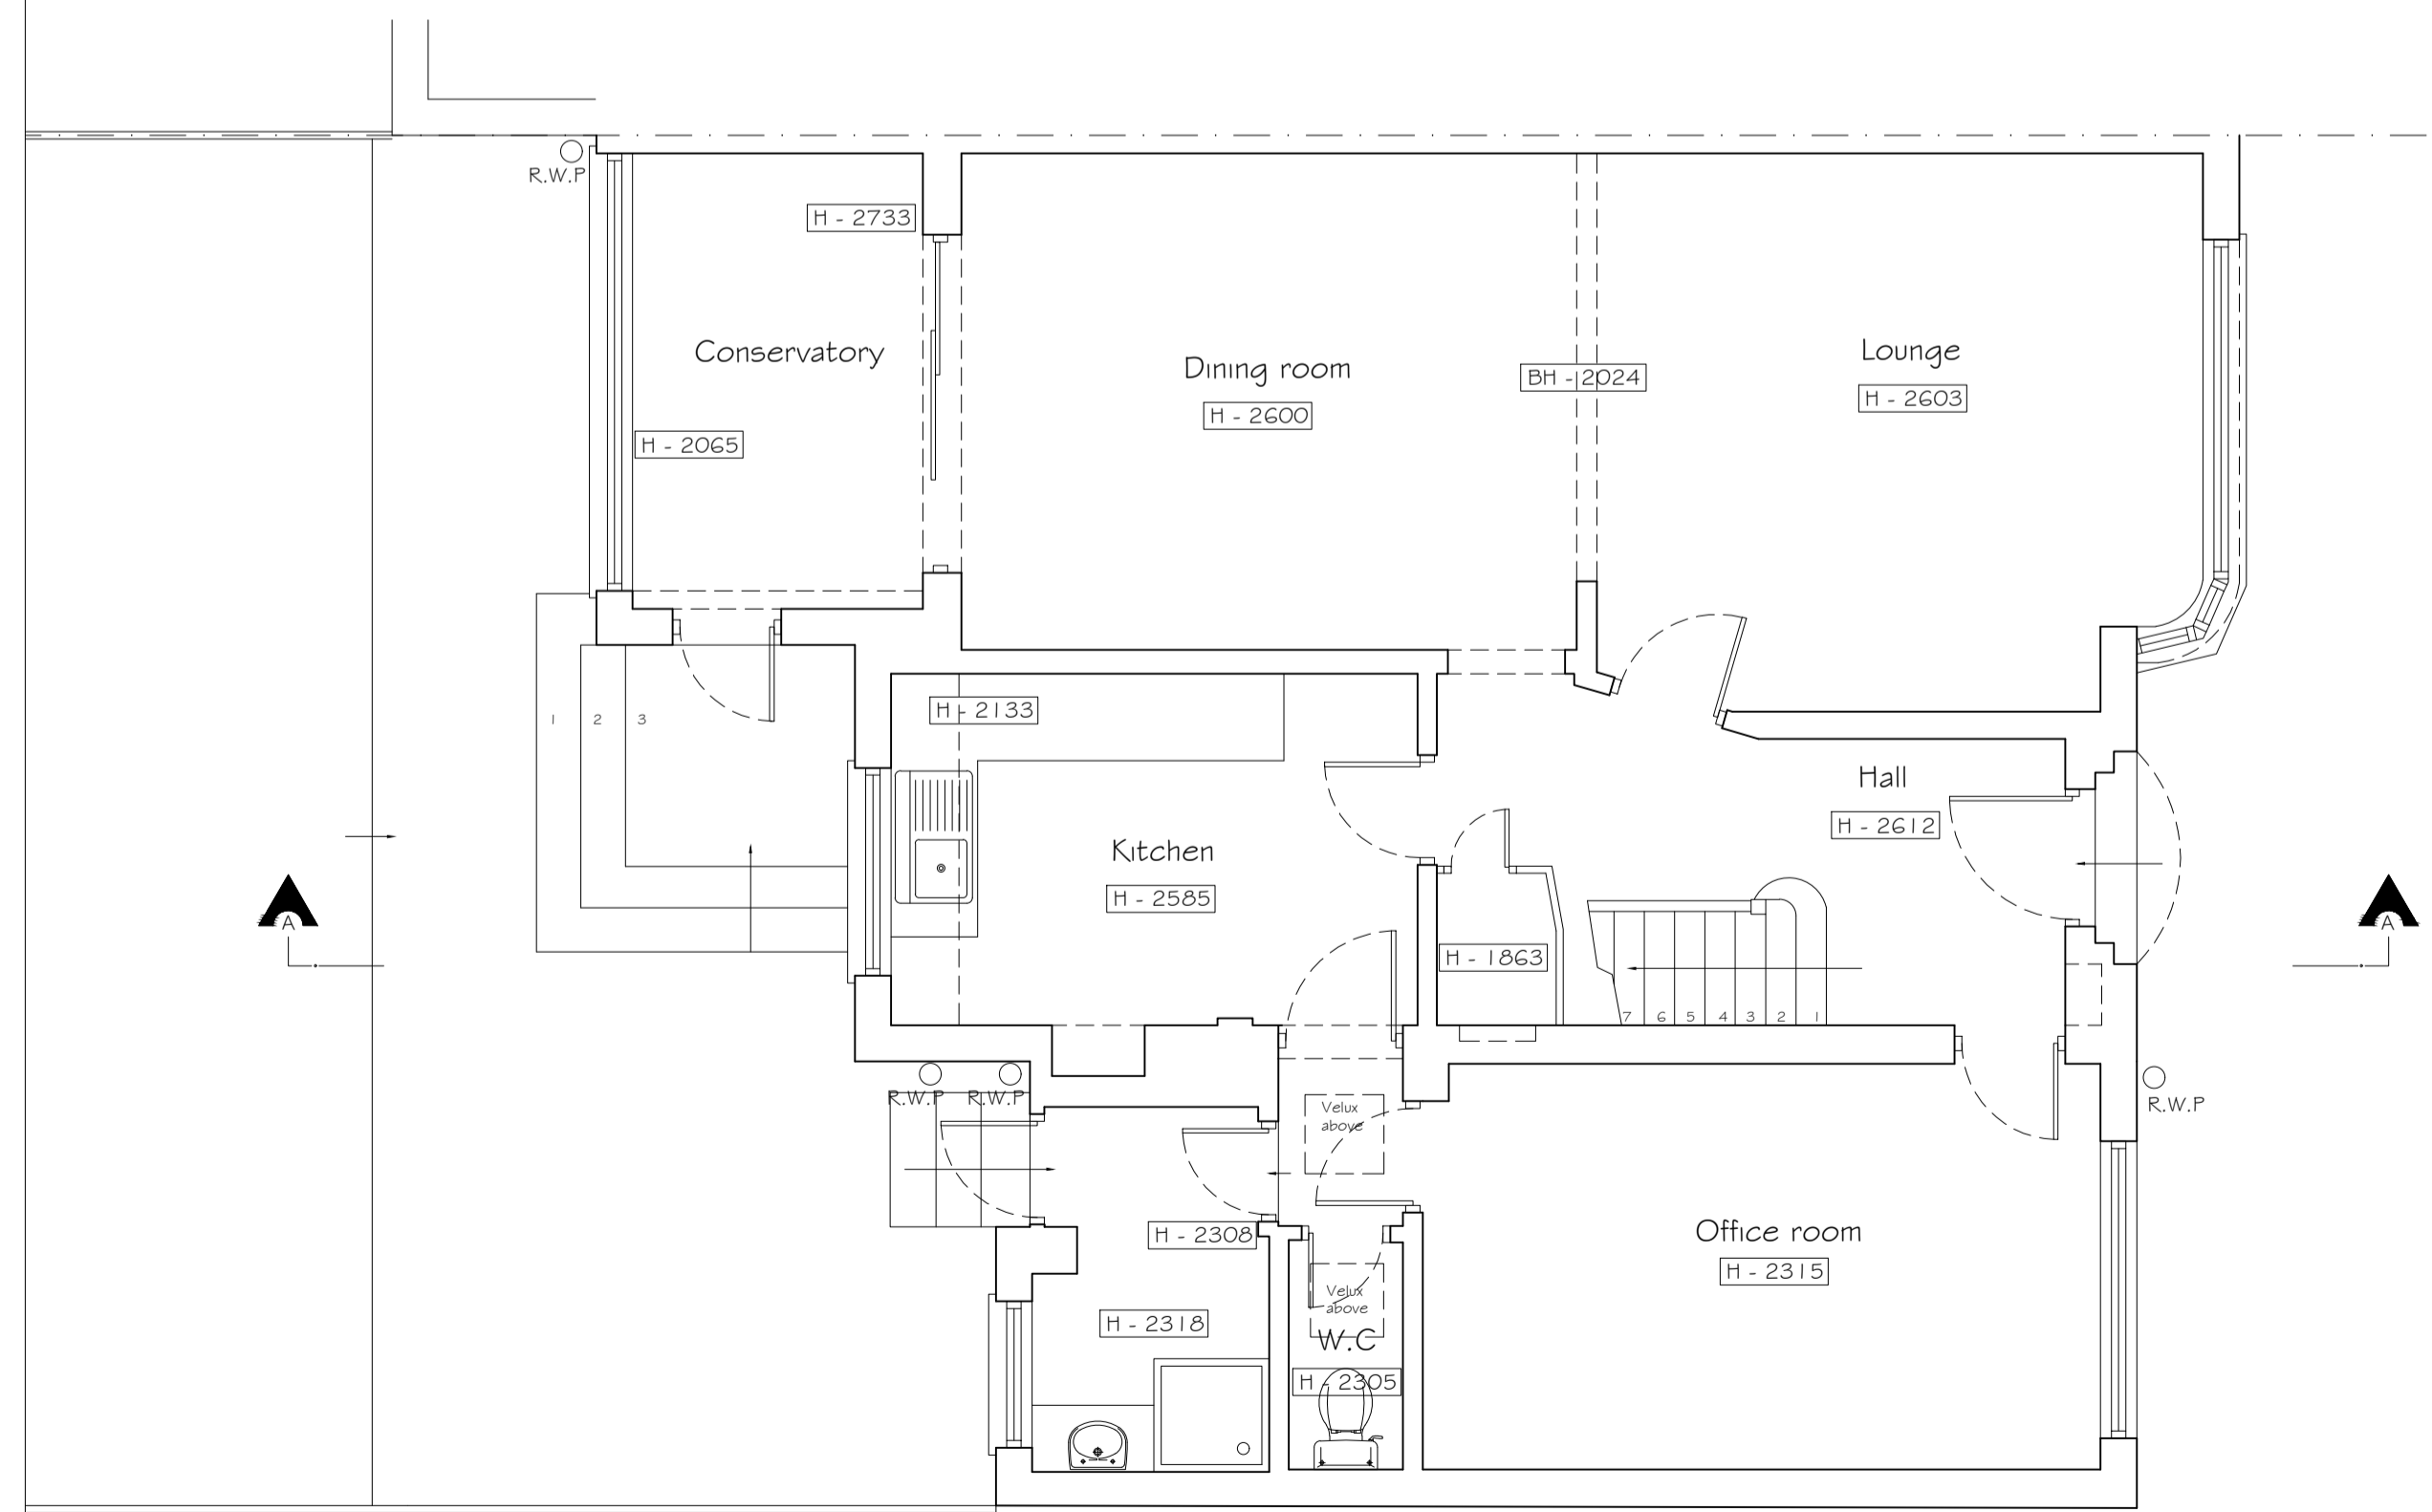 R.W.P
H - 2733
Conservatory
H - 2065
Dining room
H - 2600
BH - 2024
Lounge
H - 2603
1 2 3
H - 2133
Kitchen
H - 2585
Hall
H - 2612
H - 1863
7 6 5 4 3 2 1
A
A
R.W.P R.W.P
R.W.P
Velux
above
H - 2308
Office room
H - 2315
H - 2318
Velux
above
W.C
H - 2305